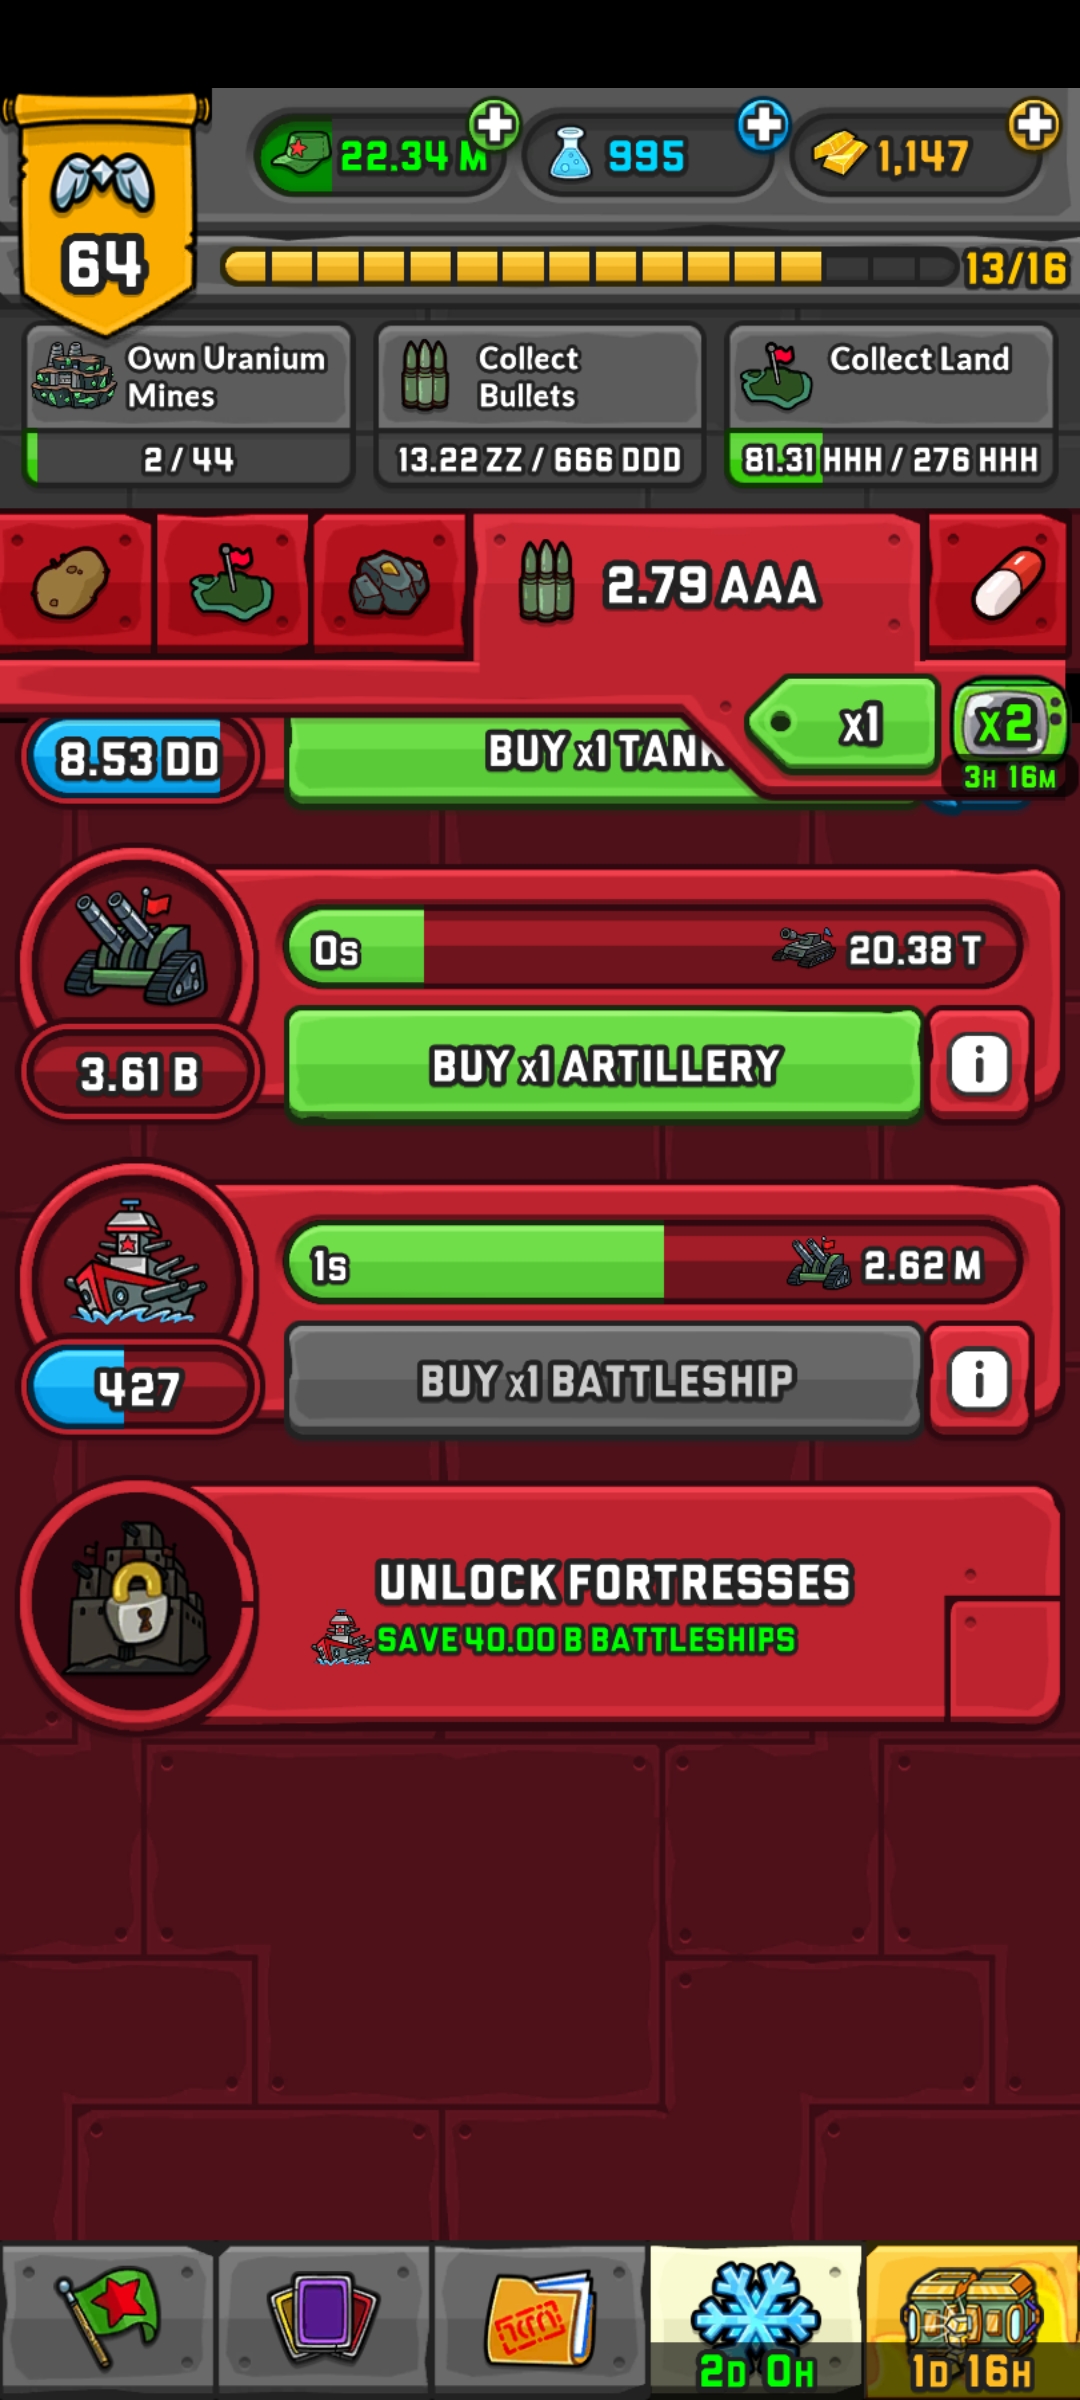 22.34 M
995
1,147
64
13/16
Own Uranium
Mines
2 / 44
Collect
Bullets
13.22 ZZ / 666 DDD
Collect Land
81.31 HHH / 276 HHH
2.79 AAA
x1
x2
3H 16M
8.53 DD
BUY x1 TANK
0s
20.38 T
3.61 B
BUY x1 ARTILLERY
i
1s
2.62 M
427
BUY x1 BATTLESHIP
i
UNLOCK FORTRESSES
SAVE 40.00 B BATTLESHIPS
2D 0H
1D 16H